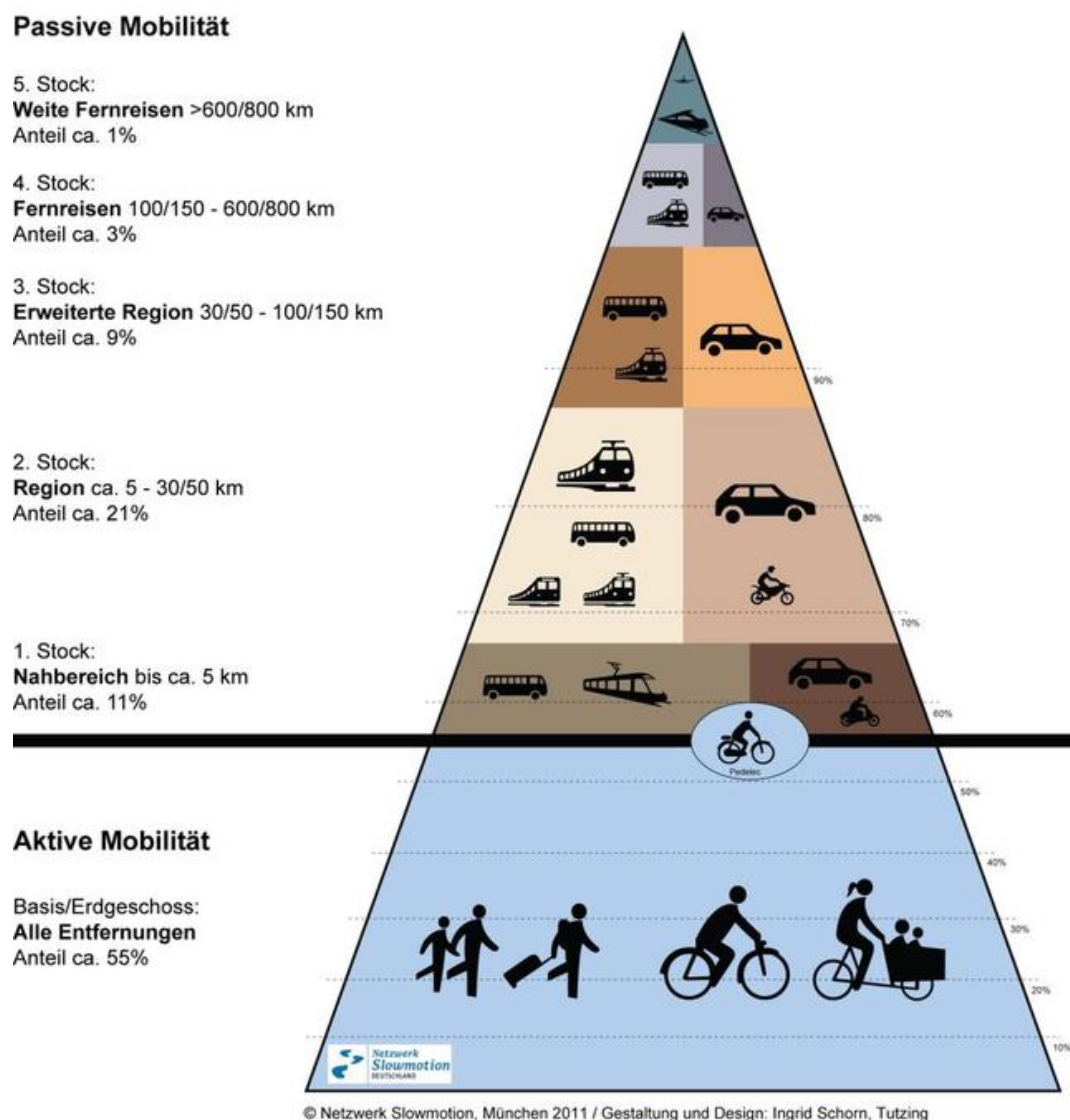 Passive Mobilität
5. Stock:
Weite Fernreisen >600/800 km
Anteil ca. 1%
4. Stock:
Fernreisen 100/150 - 600/800 km
Anteil ca. 3%
3. Stock:
Erweiterte Region 30/50 - 100/150 km
Anteil ca. 9%
90%
2. Stock:
Region ca. 5 - 30/50 km
Anteil ca. 21%
80%
70%
1. Stock:
Nahbereich bis ca. 5 km
Anteil ca. 11%
60%
Pedelec
50%
Aktive Mobilität
40%
Basis/Erdgeschoss:
Alle Entfernungen
Anteil ca. 55%
30%
20%
10%
Netzwerk
Slowmotion
DEUTSCHLAND
© Netzwerk Slowmotion, München 2011 / Gestaltung und Design: Ingrid Schorn, Tutzing